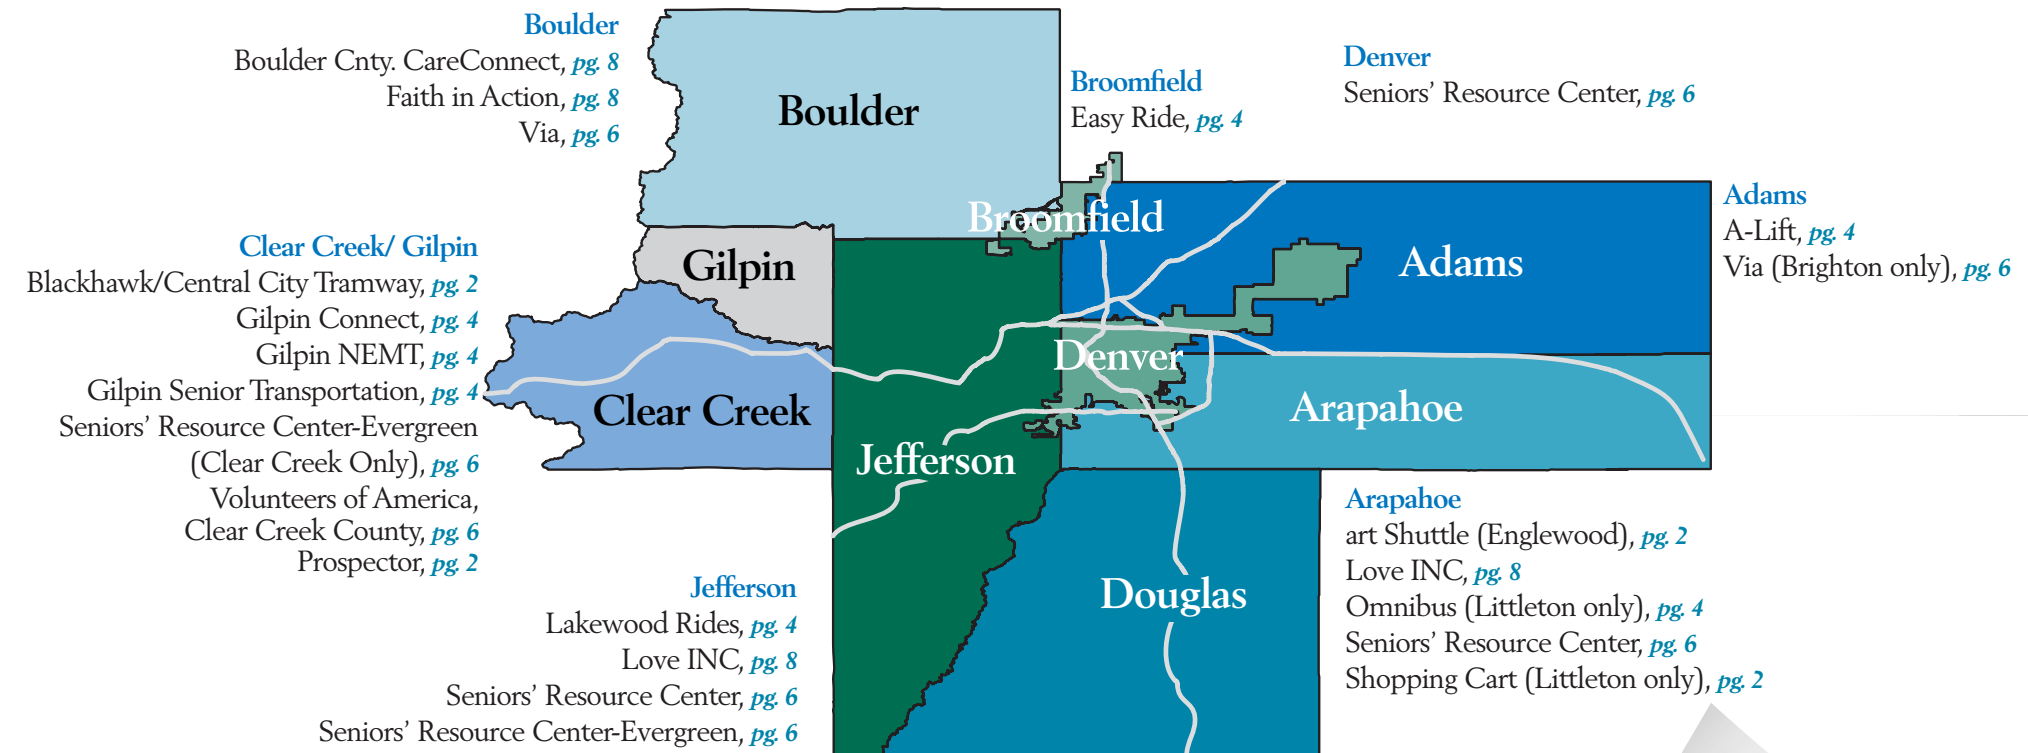 Boulder
Boulder Cnty. CareConnect, pg. 8
Faith in Action, pg. 8
Via, pg. 6
Broomfield
Easy Ride, pg. 4
Denver
Seniors’ Resource Center, pg. 6
Adams
A-Lift, pg. 4
Via (Brighton only), pg. 6
Clear Creek/ Gilpin
Blackhawk/Central City Tramway, pg. 2
Gilpin Connect, pg. 4
Gilpin NEMT, pg. 4
Gilpin Senior Transportation, pg. 4
Seniors’ Resource Center-Evergreen
(Clear Creek Only), pg. 6
Volunteers of America,
Clear Creek County, pg. 6
Prospector, pg. 2
Jefferson
Lakewood Rides, pg. 4
Love INC, pg. 8
Seniors’ Resource Center, pg. 6
Seniors’ Resource Center-Evergreen, pg. 6
Arapahoe
art Shuttle (Englewood), pg. 2
Love INC, pg. 8
Omnibus (Littleton only), pg. 4
Seniors’ Resource Center, pg. 6
Shopping Cart (Littleton only), pg. 2
Boulder
Broomfield
Gilpin
Adams
Denver
Clear Creek
Arapahoe
Jefferson
Douglas